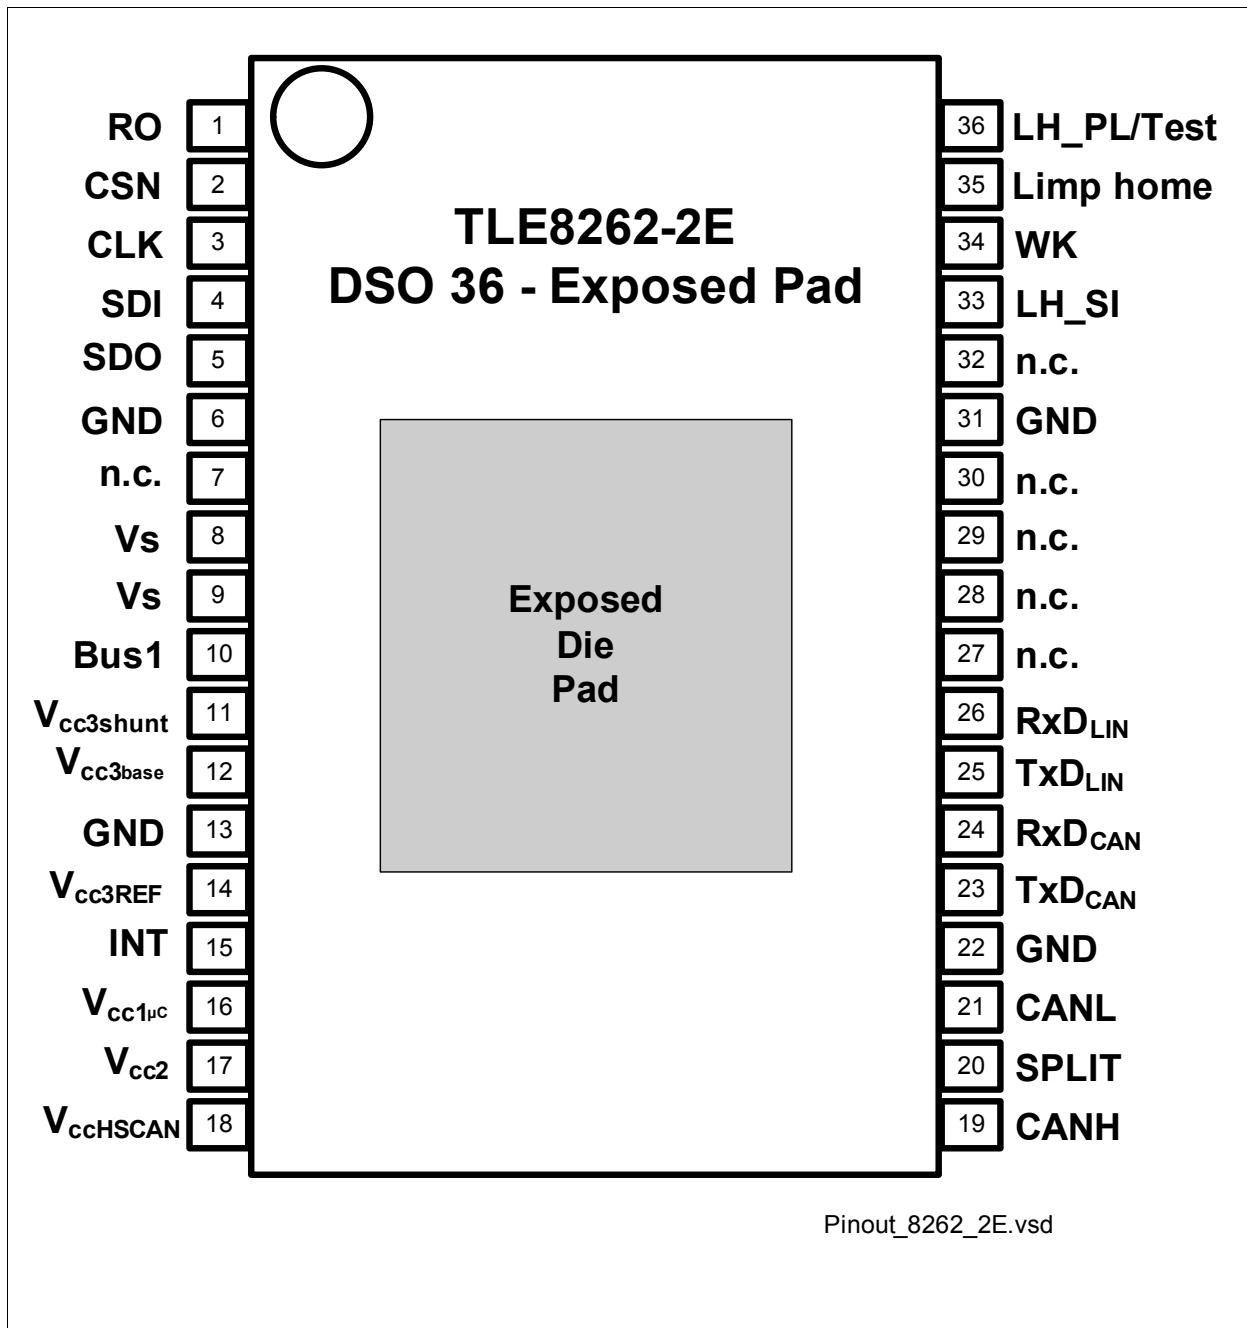 RO 1
CSN 2
CLK 3
SDI 4
SDO 5
GND 6
n.c. 7
Vs 8
Vs 9
Bus1 10
Vcc3shunt 11
Vcc3base 12
GND 13
Vcc3REF 14
INT 15
Vcc1µC 16
Vcc2 17
VccHSCAN 18
TLE8262-2E
DSO 36 - Exposed Pad
Exposed
Die
Pad
36 LH_PL/Test
35 Limp home
34 WK
33 LH_SI
32 n.c.
31 GND
30 n.c.
29 n.c.
28 n.c.
27 n.c.
26 RxDLIN
25 TxDLIN
24 RxDCAN
23 TxDCAN
22 GND
21 CANL
20 SPLIT
19 CANH
Pinout_8262_2E.vsd